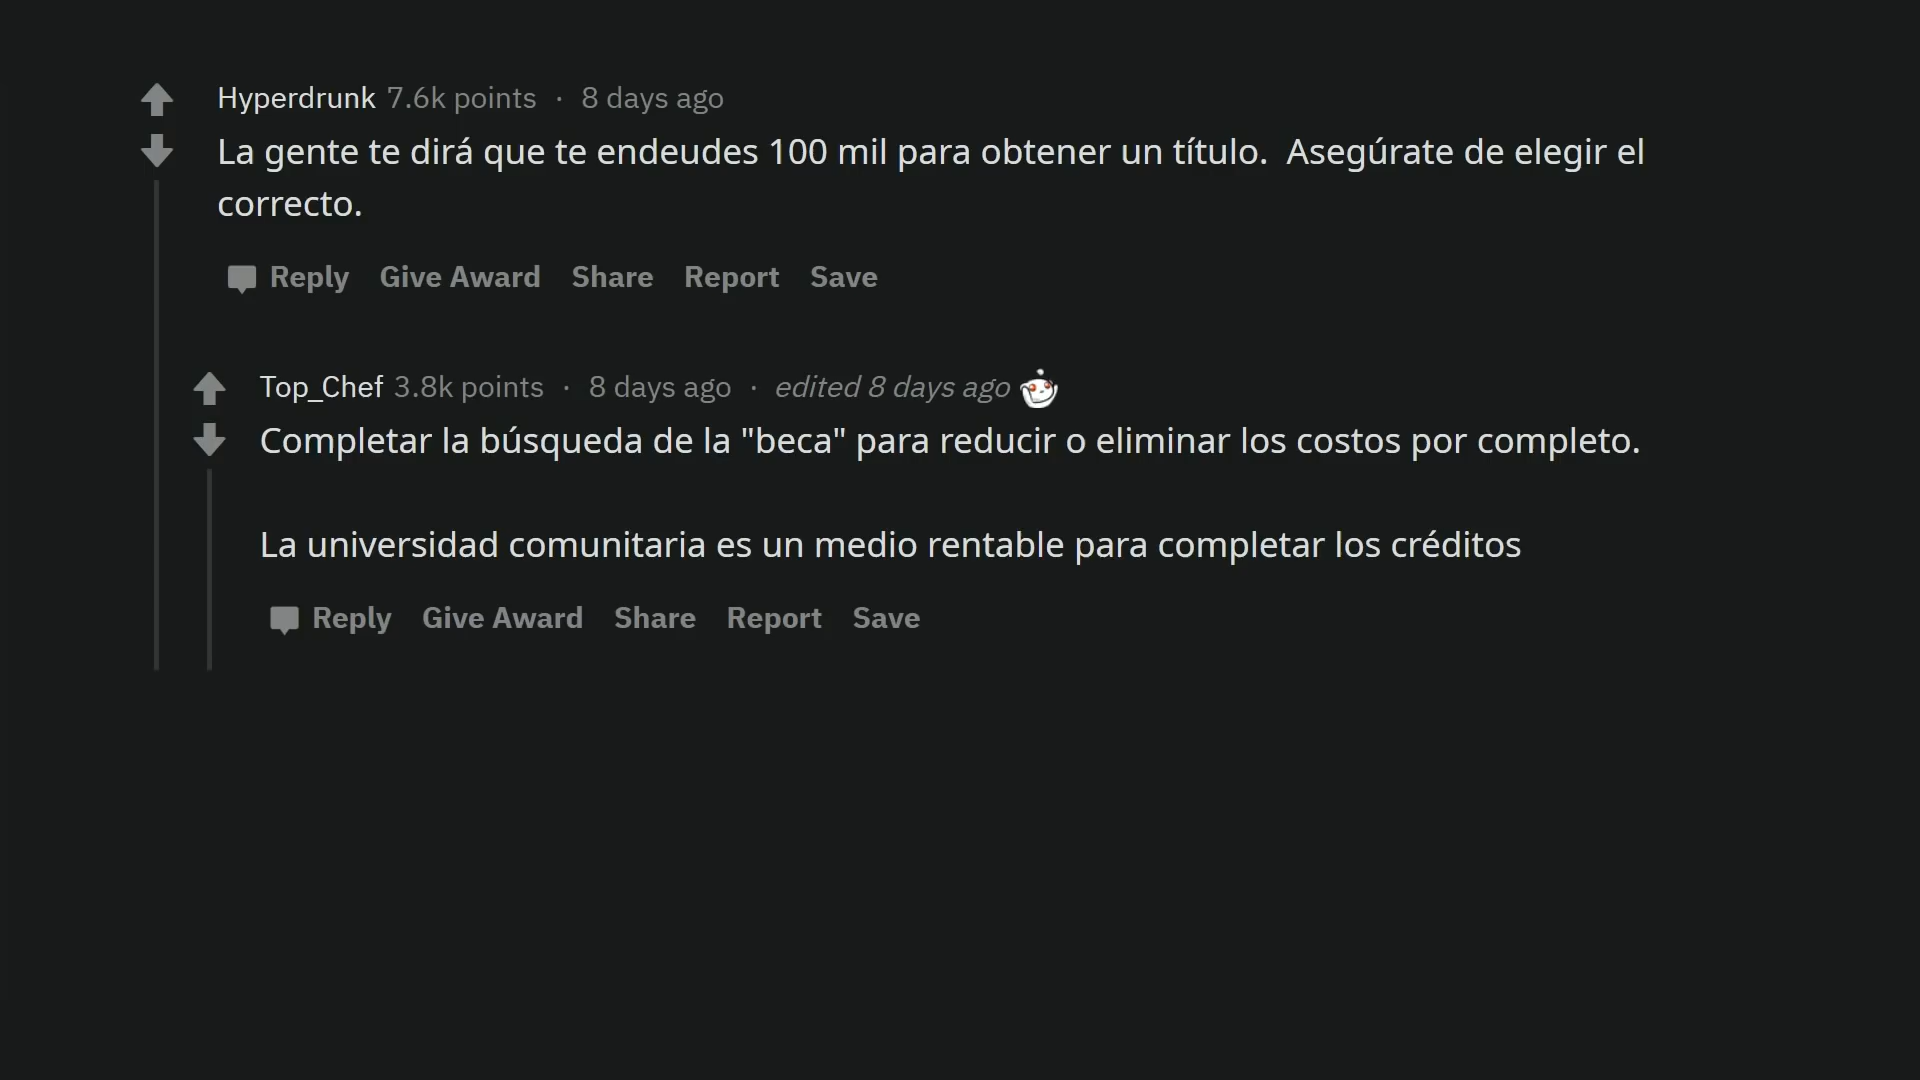 Hyperdrunk 7.6k points · 8 days ago
La gente te dirá que te endeudes 100 mil para obtener un título.  Asegúrate de elegir el
correcto.
Reply Give Award Share Report Save
Top_Chef 3.8k points · 8 days ago · edited 8 days ago
Completar la búsqueda de la "beca" para reducir o eliminar los costos por completo.
La universidad comunitaria es un medio rentable para completar los créditos
Reply Give Award Share Report Save